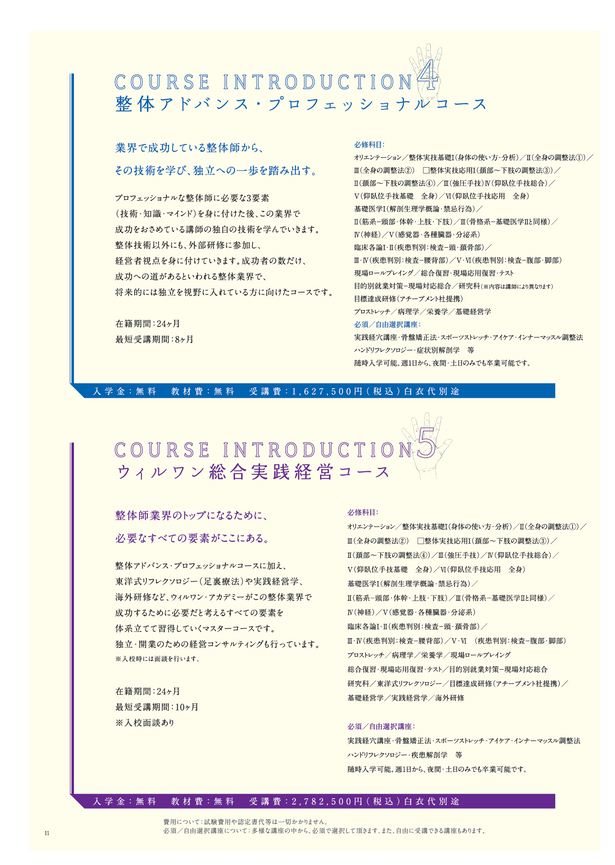 COURSE INTRODUCTION 4
整体アドバンス・プロフェッショナルコース
業界で成功している整体師から、
その技術を学び、独立への一歩を踏み出す。
プロフェッショナルな整体師に必要な3要素
（技術・知識・マインド）を身に付けた後、この業界で
成功をおさめている講師の独自の技術を学んでいきます。
整体技術以外にも、外部研修に参加し、
経営者視点を身に付けていきます。成功者の数だけ、
成功への道があるといわれる整体業界で、
将来的には独立を視野に入れている方に向けたコースです。
在籍期間：24ヶ月
最短受講期間：8ヶ月
必修科目：
オリエンテーション／整体実技基礎Ⅰ（身体の使い方・分析）／Ⅱ（全身の調整法①）／
Ⅲ（全身の調整法②） □整体実技応用Ⅰ（顔部～下肢の調整法③）／
Ⅱ（顔部～下肢の調整法④）／Ⅲ（強圧手技）Ⅳ（仰臥位手技総合）／
Ⅴ（仰臥位手技基礎 全身）／Ⅵ（仰臥位手技応用 全身）
基礎医学Ⅰ（解剖生理学概論・禁忌行為）／
Ⅱ（筋系－頭部・体幹・上肢・下肢）／Ⅲ（骨格系－基礎医学Ⅱと同様）／
Ⅳ（神経）／Ⅴ（感覚器・各種臓器・分泌系）
臨床各論Ⅰ・Ⅱ（疾患判別：検査－頭・頚背部）／
Ⅲ・Ⅳ（疾患判別：検査－腰背部）／Ⅴ・Ⅵ（疾患判別：検査－腹部・脚部）
現場ロールプレイング／総合復習・現場応用復習・テスト
目的別就業対策－現場対応総合／研究科（※内容は講師により異なります）
目標達成研修（アチーブメント社提携）
プロストレッチ／病理学／栄養学／基礎経営学
必須／自由選択講座：
実践経穴講座・骨盤矯正法・スポーツストレッチ・アイケア・インナーマッスル調整法
ハンドリフレクソロジー・症状別解剖学 等
随時入学可能。週1日から、夜間・土日のみでも卒業可能です。
入学金：無料 教材費：無料 受講費：1,627,500円（税込）白衣代別途
COURSE INTRODUCTION 5
ウィルワン総合実践経営コース
整体師業界のトップになるために、
必要なすべての要素がここにある。
整体アドバンス・プロフェッショナルコースに加え、
東洋式リフレクソロジー（足裏療法）や実践経営学、
海外研修など、ウィルワン・アカデミーがこの整体業界で
成功するために必要だと考えるすべての要素を
体系立てて習得していくマスターコースです。
独立・開業のための経営コンサルティングも行っています。
※入校時には面談を行います。
在籍期間：24ヶ月
最短受講期間：10ヶ月
※入校面談あり
必修科目：
オリエンテーション／整体実技基礎Ⅰ（身体の使い方・分析）／Ⅱ（全身の調整法①）／
Ⅲ（全身の調整法②） □整体実技応用Ⅰ（顔部～下肢の調整法③）／
Ⅱ（顔部～下肢の調整法④）／Ⅲ（強圧手技）／Ⅳ（仰臥位手技総合）／
Ⅴ（仰臥位手技基礎 全身）／Ⅵ（仰臥位手技応用 全身）
基礎医学Ⅰ（解剖生理学概論・禁忌行為）／
Ⅱ（筋系－頭部・体幹・上肢・下肢）／Ⅲ（骨格系－基礎医学Ⅱと同様）／
Ⅳ（神経）／Ⅴ（感覚器・各種臓器・分泌系）
臨床各論Ⅰ・Ⅱ（疾患判別：検査－頭・頚背部）／
Ⅲ・Ⅳ（疾患判別：検査－腰背部）／Ⅴ・Ⅵ （疾患判別：検査－腹部・脚部）
プロストレッチ／病理学／栄養学／現場ロールプレイング
総合復習・現場応用復習・テスト／目的別就業対策－現場対応総合
研究科／東洋式リフレクソロジー／目標達成研修（アチーブメント社提携）／
基礎経営学／実践経営学／海外研修
必須／自由選択講座：
実践経穴講座・骨盤矯正法・スポーツストレッチ・アイケア・インナーマッスル調整法
ハンドリフレクソロジー・疾患解剖学 等
随時入学可能。週1日から、夜間・土日のみでも卒業可能です。
入学金：無料 教材費：無料 受講費：2,782,500円（税込）白衣代別途
費用について：試験費用や認定書代等は一切かかりません。
必須／自由選択講座について：多様な講座の中から、必須で選択して頂きます。また、自由に受講できる講座もあります。
11